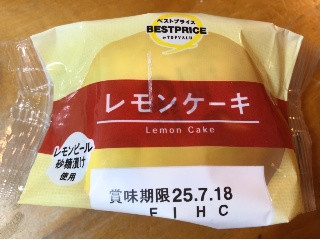 ベストプライス
BESTPRICE
by TOPVALU
レモンケーキ
Lemon Cake
レモンピール
砂糖漬け
使用
賞味期限25.7.18
F I H C